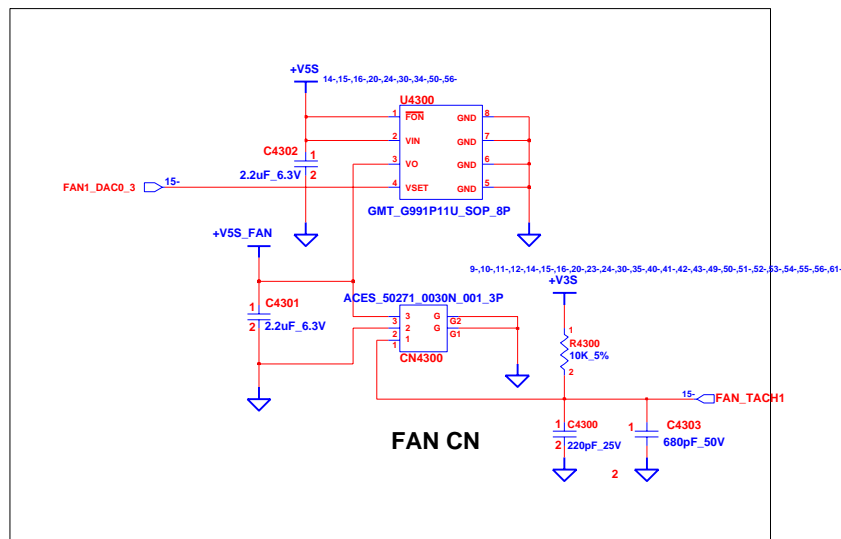 +V5S
14-,15-,16-,20-,24-,30-,34-,50-,56-
U4300
1 FON GND 8
2 VIN GND 7
3 VO GND 6
4 VSET GND 5
GMT_G991P11U_SOP_8P
C4302
1
2
2.2uF_6.3V
FAN1_DAC0_3 15-
+V5S_FAN
C4301
1
2
2.2uF_6.3V
ACES_50271_0030N_001_3P
3 3 G G2
2 2 G G1
1 1
CN4300
9-,10-,11-,12-,14-,15-,16-,20-,23-,24-,30-,35-,40-,41-,42-,43-,49-,50-,51-,52-,53-,54-,55-,56-,61-
+V3S
1
R4300
10K_5%
2
15- FAN_TACH1
1 C4300
2 220pF_25V
1 C4303
680pF_50V
2
FAN CN